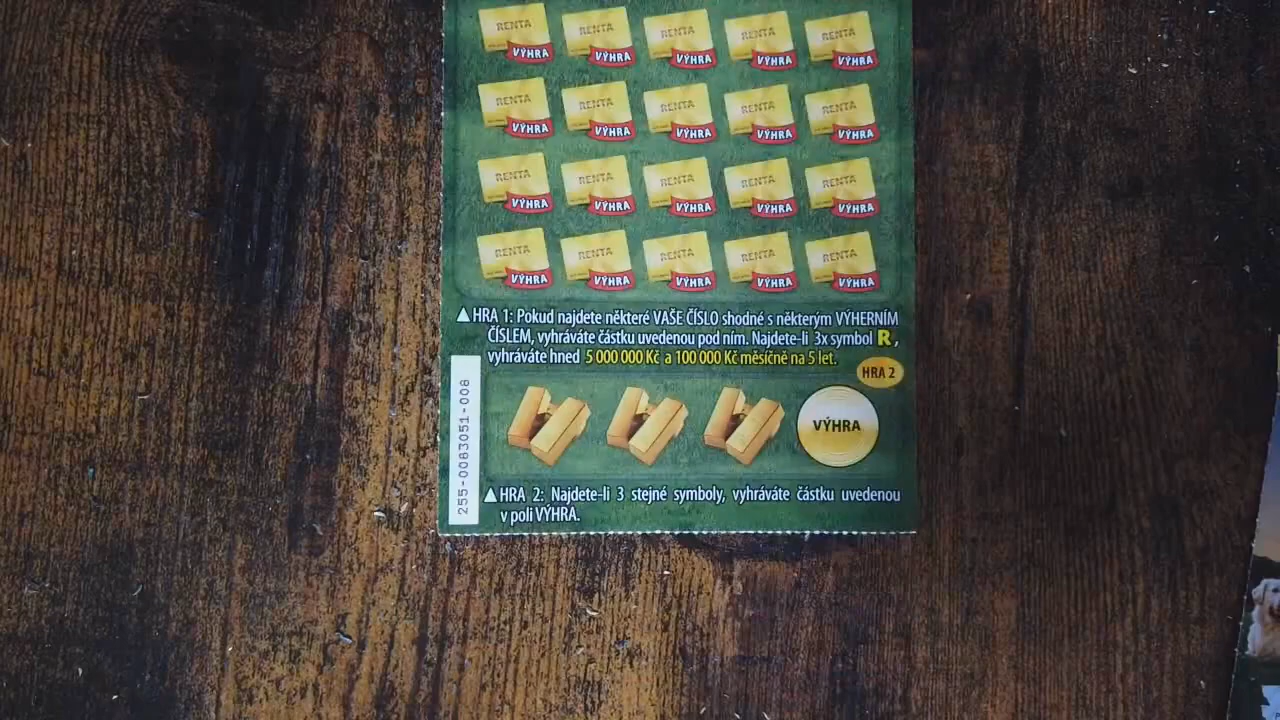 RENTA RENTA RENTA RENTA RENTA
VÝHRA VÝHRA VÝHRA VÝHRA VÝHRA
RENTA RENTA RENTA RENTA RENTA
VÝHRA VÝHRA VÝHRA VÝHRA VÝHRA
RENTA RENTA RENTA RENTA RENTA
VÝHRA VÝHRA VÝHRA VÝHRA VÝHRA
RENTA RENTA RENTA RENTA RENTA
VÝHRA VÝHRA VÝHRA VÝHRA VÝHRA
HRA 1: Pokud najdete některé VAŠE ČÍSLO shodné s některým VÝHERNÍM
ČÍSLEM, vyhráváte částku uvedenou pod ním. Najdete-li 3x symbol R,
vyhráváte hned 5 000 000 Kč a 100 000 Kč měsíčně na 5 let.
HRA 2
VÝHRA
255-0083051-008
HRA 2: Najdete-li 3 stejné symboly, vyhráváte částku uvedenou
v poli VÝHRA.